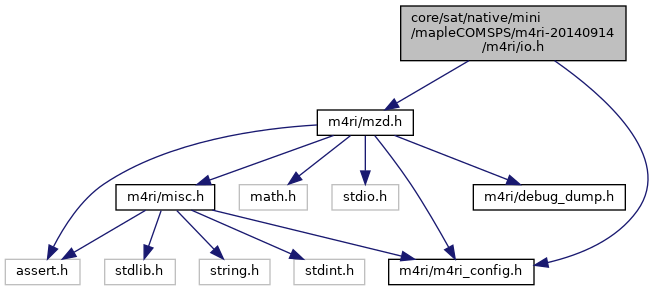 core/sat/native/mini
/mapleCOMSPS/m4ri-20140914
/m4ri/io.h
m4ri/mzd.h
m4ri/misc.h
math.h
stdio.h
m4ri/debug_dump.h
assert.h
stdlib.h
string.h
stdint.h
m4ri/m4ri_config.h